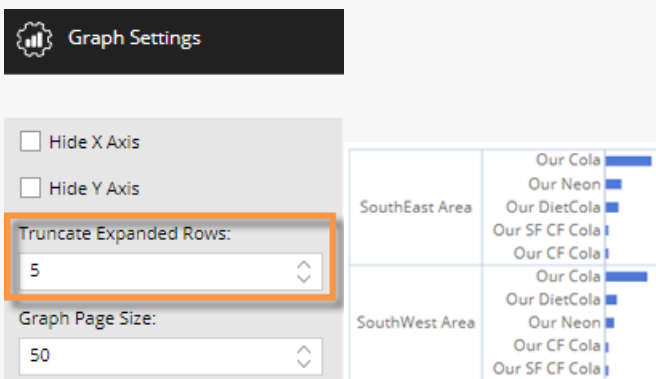 Graph Settings
Hide X Axis
Hide Y Axis
Truncate Expanded Rows:
5
Graph Page Size:
50
SouthEast Area
Our Cola
Our Neon
Our DietCola
Our SF CF Cola
Our CF Cola
SouthWest Area
Our Cola
Our DietCola
Our Neon
Our CF Cola
Our SF CF Cola